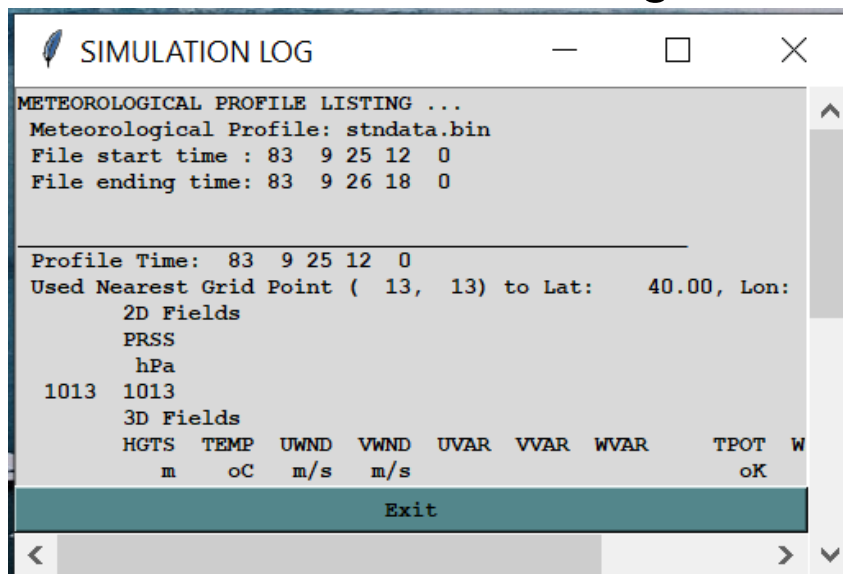 SIMULATION LOG
METEOROLOGICAL PROFILE LISTING ...
Meteorological Profile: stndata.bin
File start time : 83  9 25 12  0
File ending time: 83  9 26 18  0
Profile Time:  83  9 25 12  0
Used Nearest Grid Point (  13,  13) to Lat:    40.00, Lon:
2D Fields
PRSS
hPa
1013  1013
3D Fields
HGTS  TEMP  UWND  VWND  UVAR  VVAR  WVAR     TPOT  W
m    oC   m/s   m/s                         oK
Exit